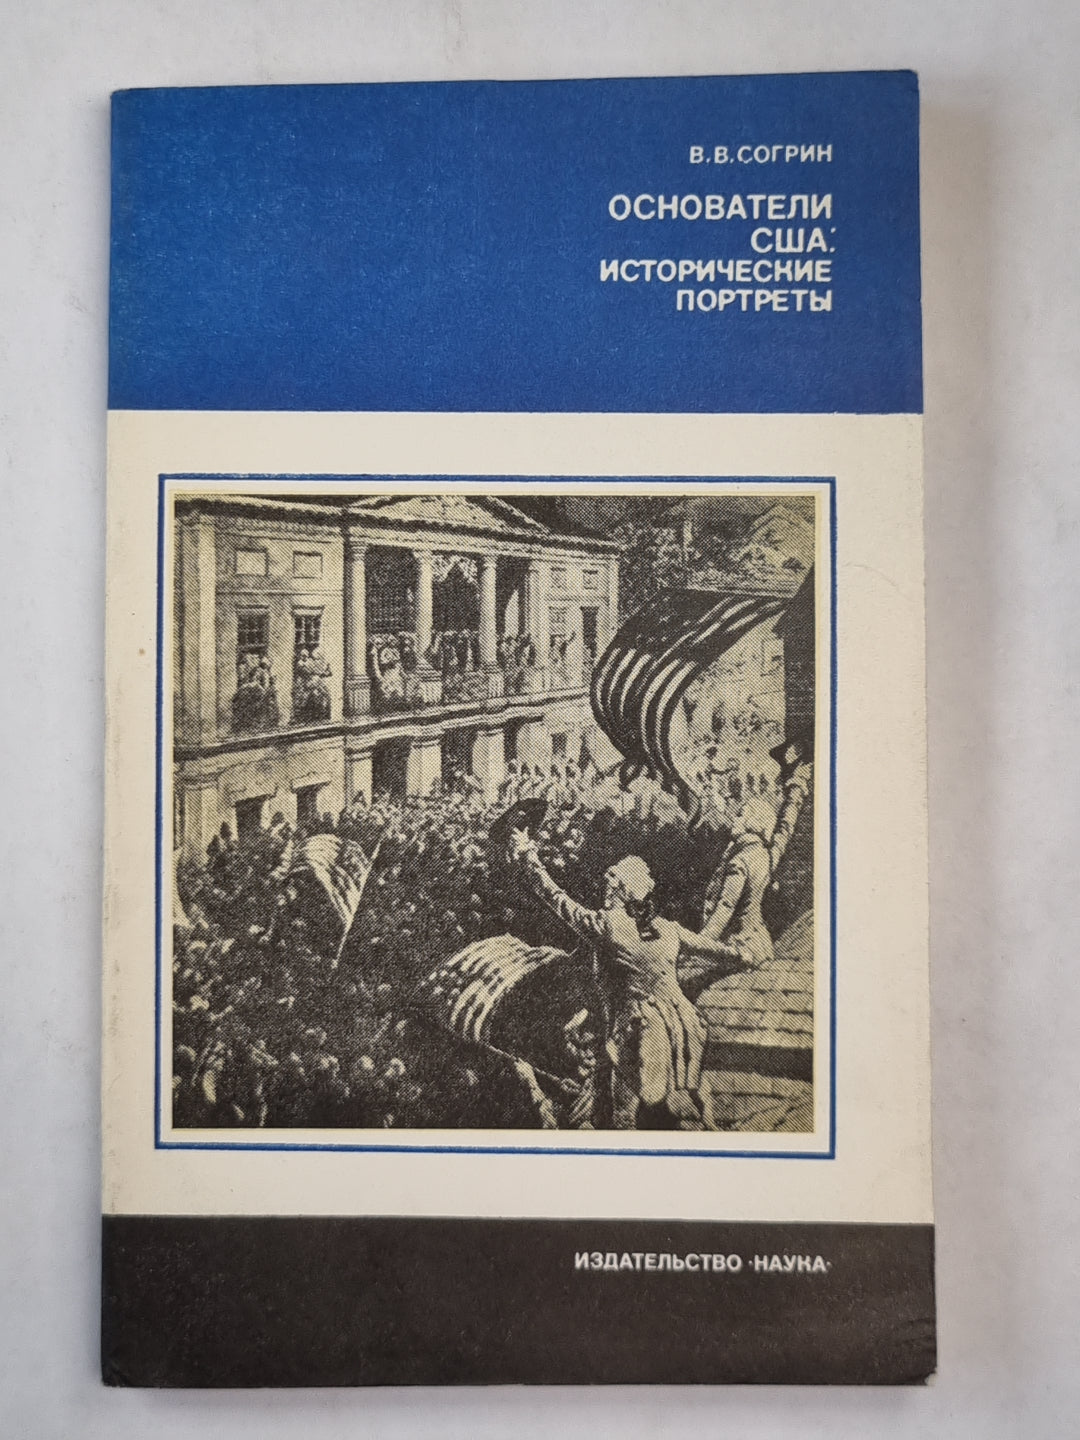 В.В.СОГРИН
ОСНОВАТЕЛИ
США:
ИСТОРИЧЕСКИЕ
ПОРТРЕТЫ
ИЗДАТЕЛЬСТВО ·НАУКА·